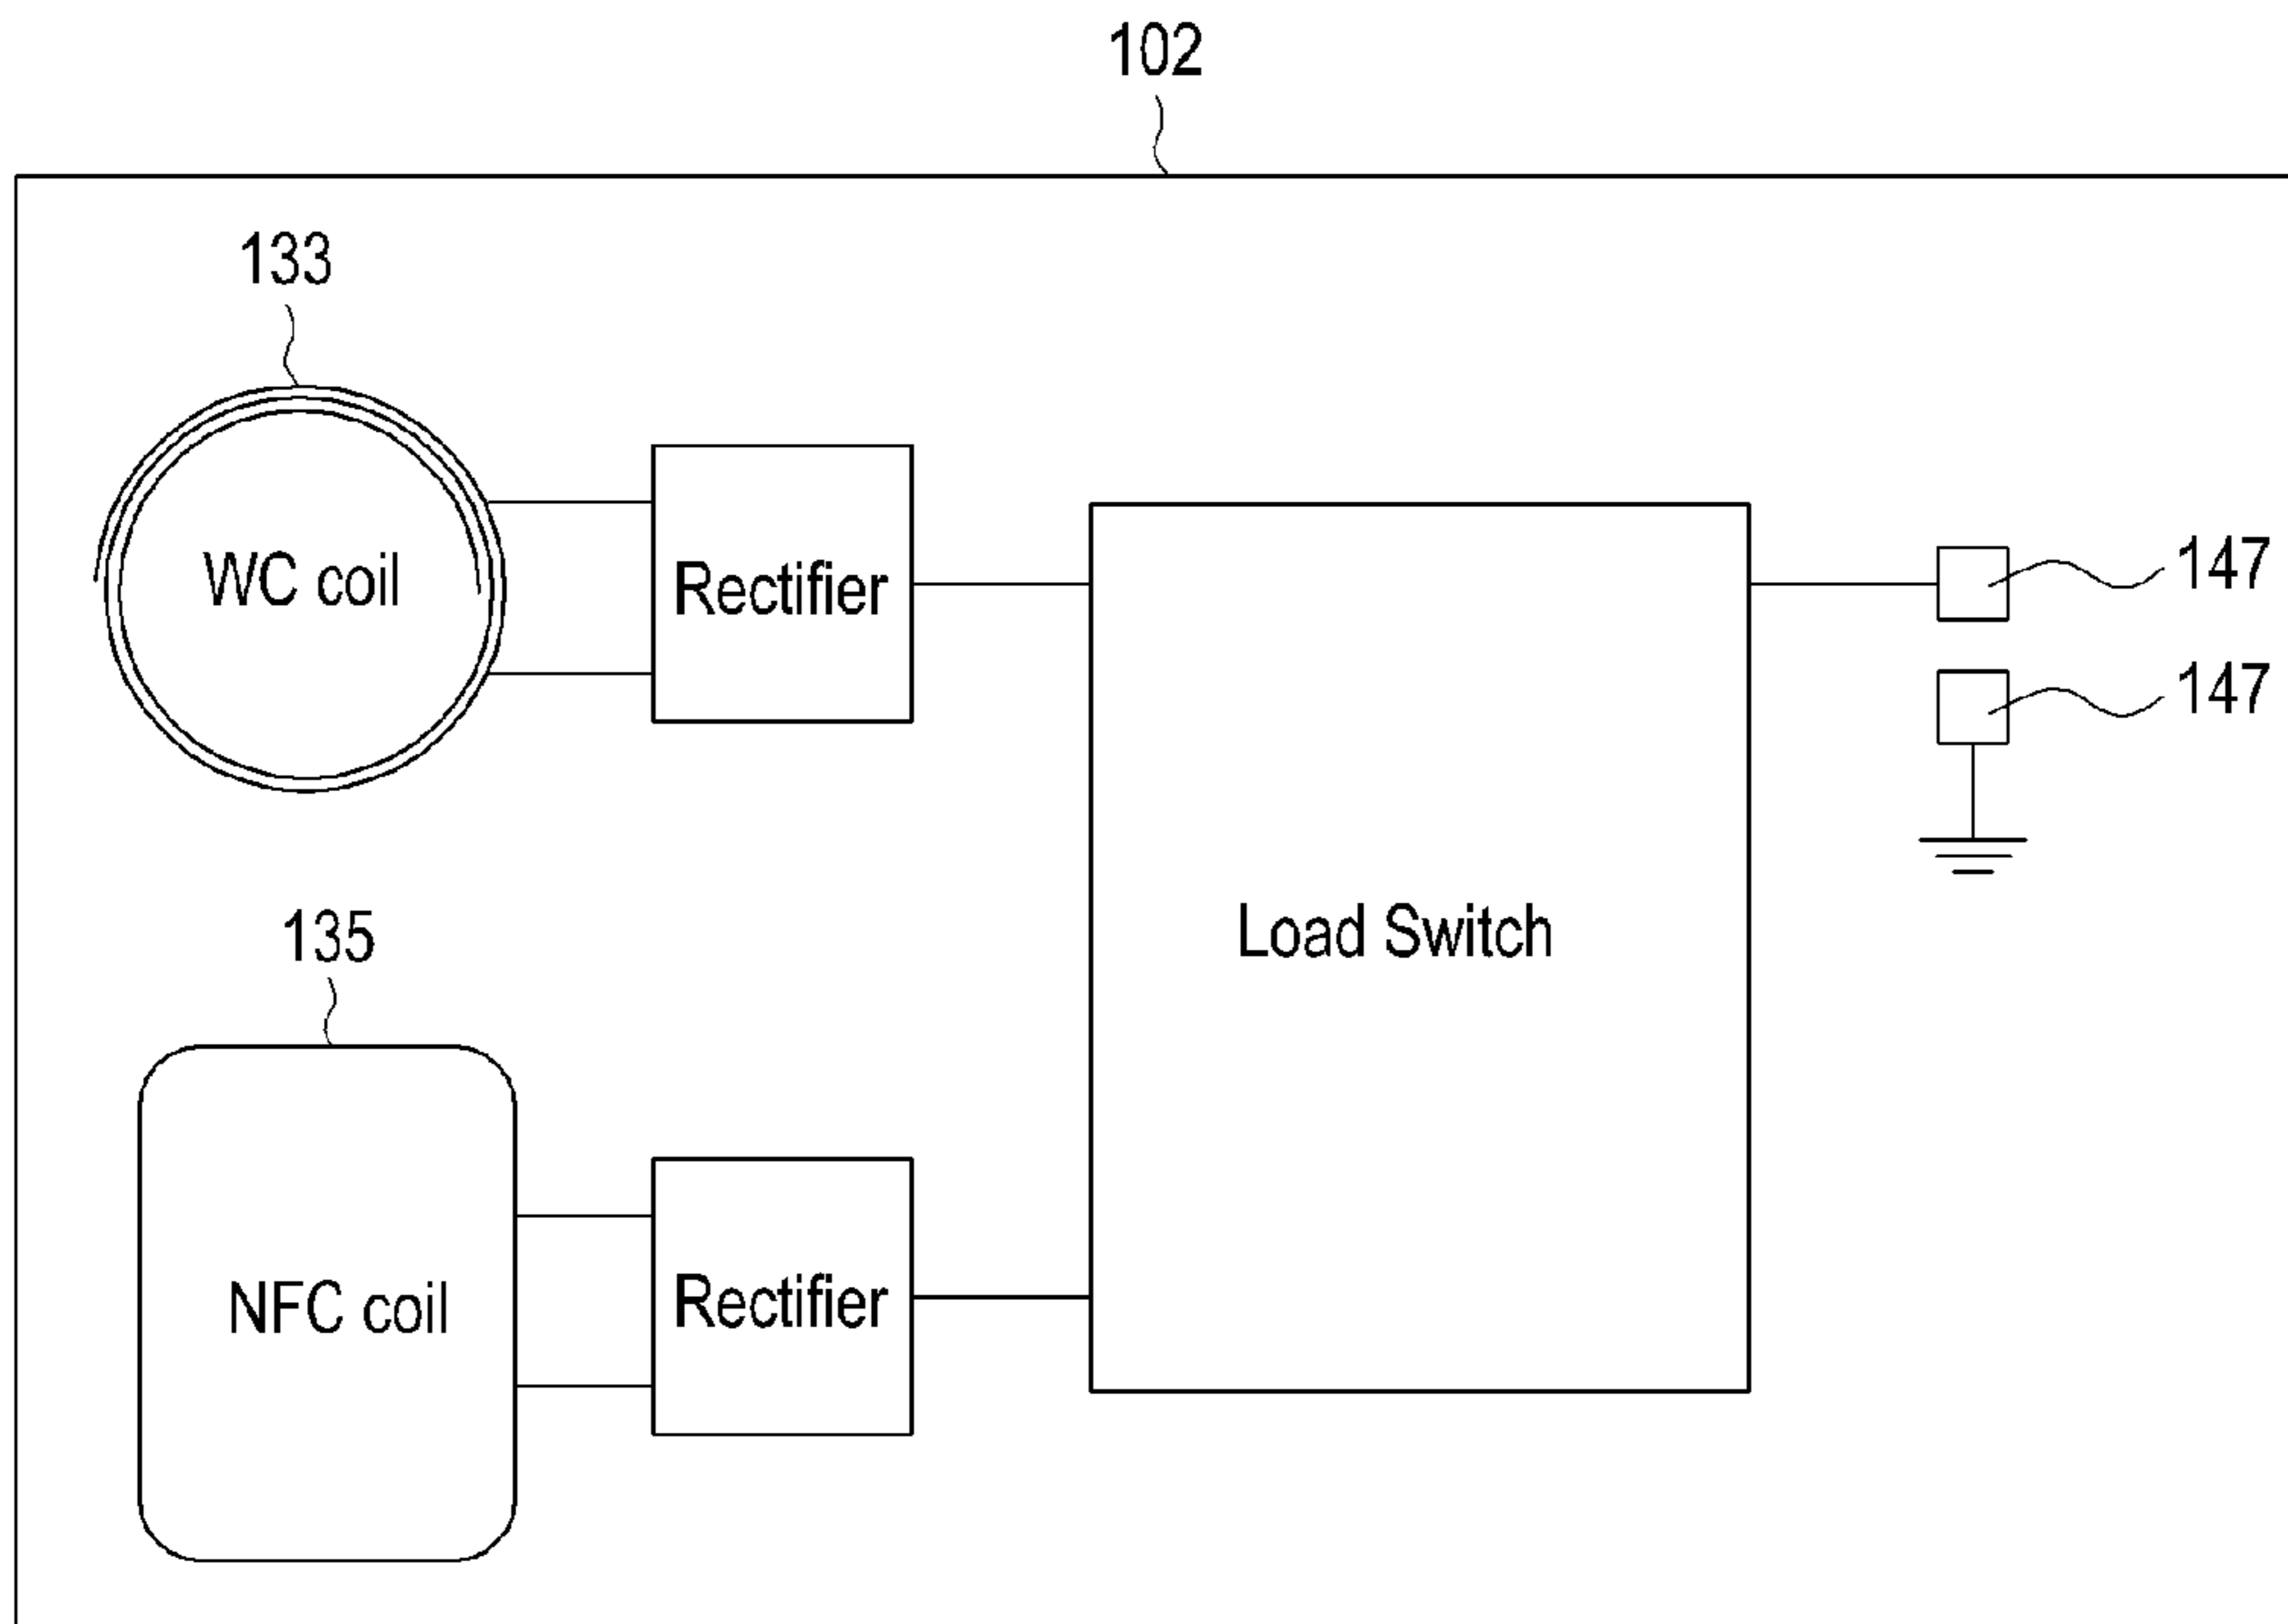 102
133
WC coil
Rectifier
147
147
Load Switch
135
NFC coil
Rectifier